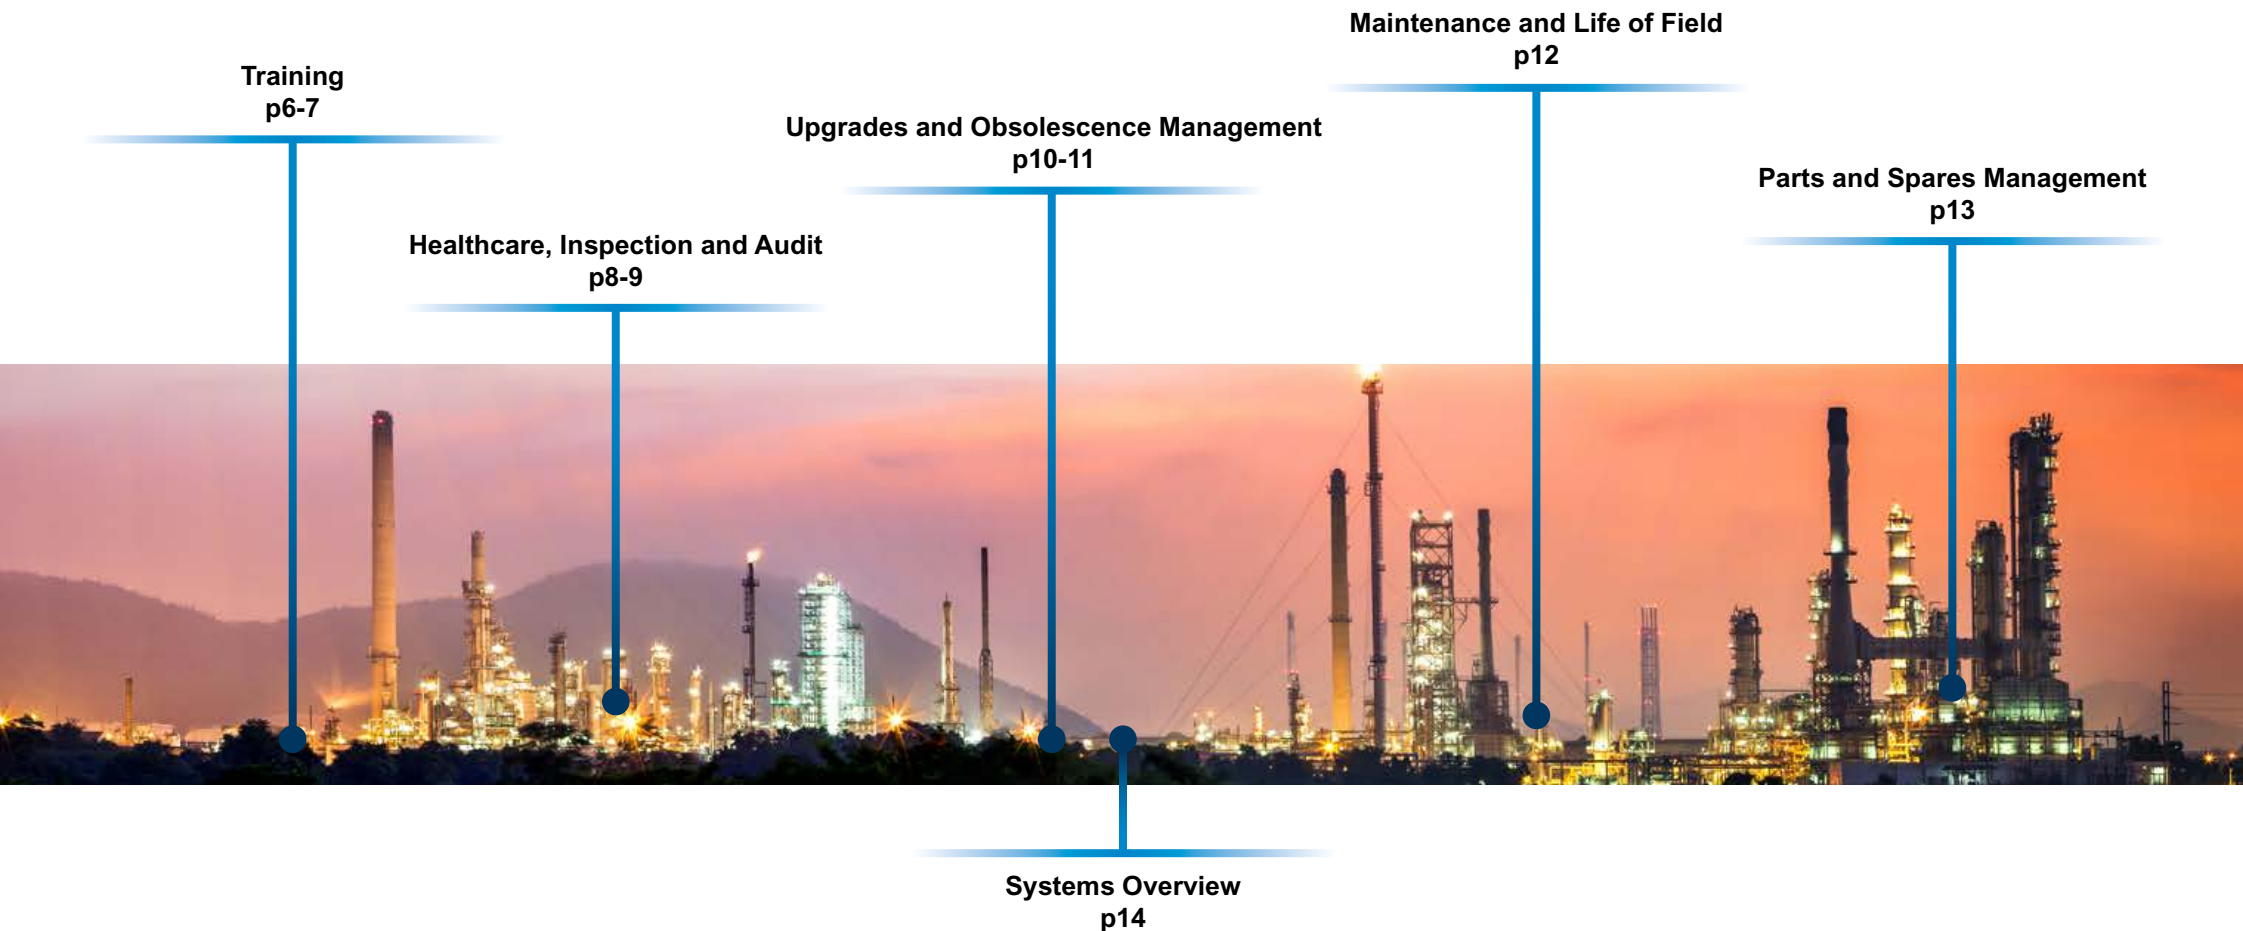 Training
p6-7
Healthcare, Inspection and Audit
p8-9
Upgrades and Obsolescence Management
p10-11
Maintenance and Life of Field
p12
Parts and Spares Management
p13
Systems Overview
p14